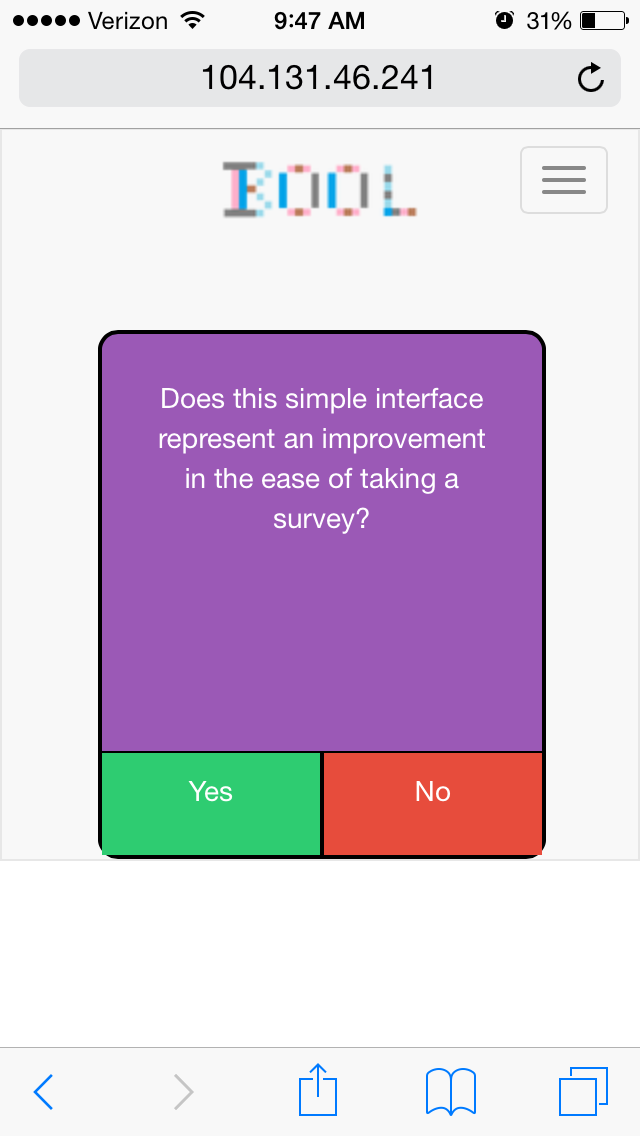 Verizon 9:47 AM 31%
104.131.46.241
BOOL
Does this simple interface
represent an improvement
in the ease of taking a
survey?
Yes No